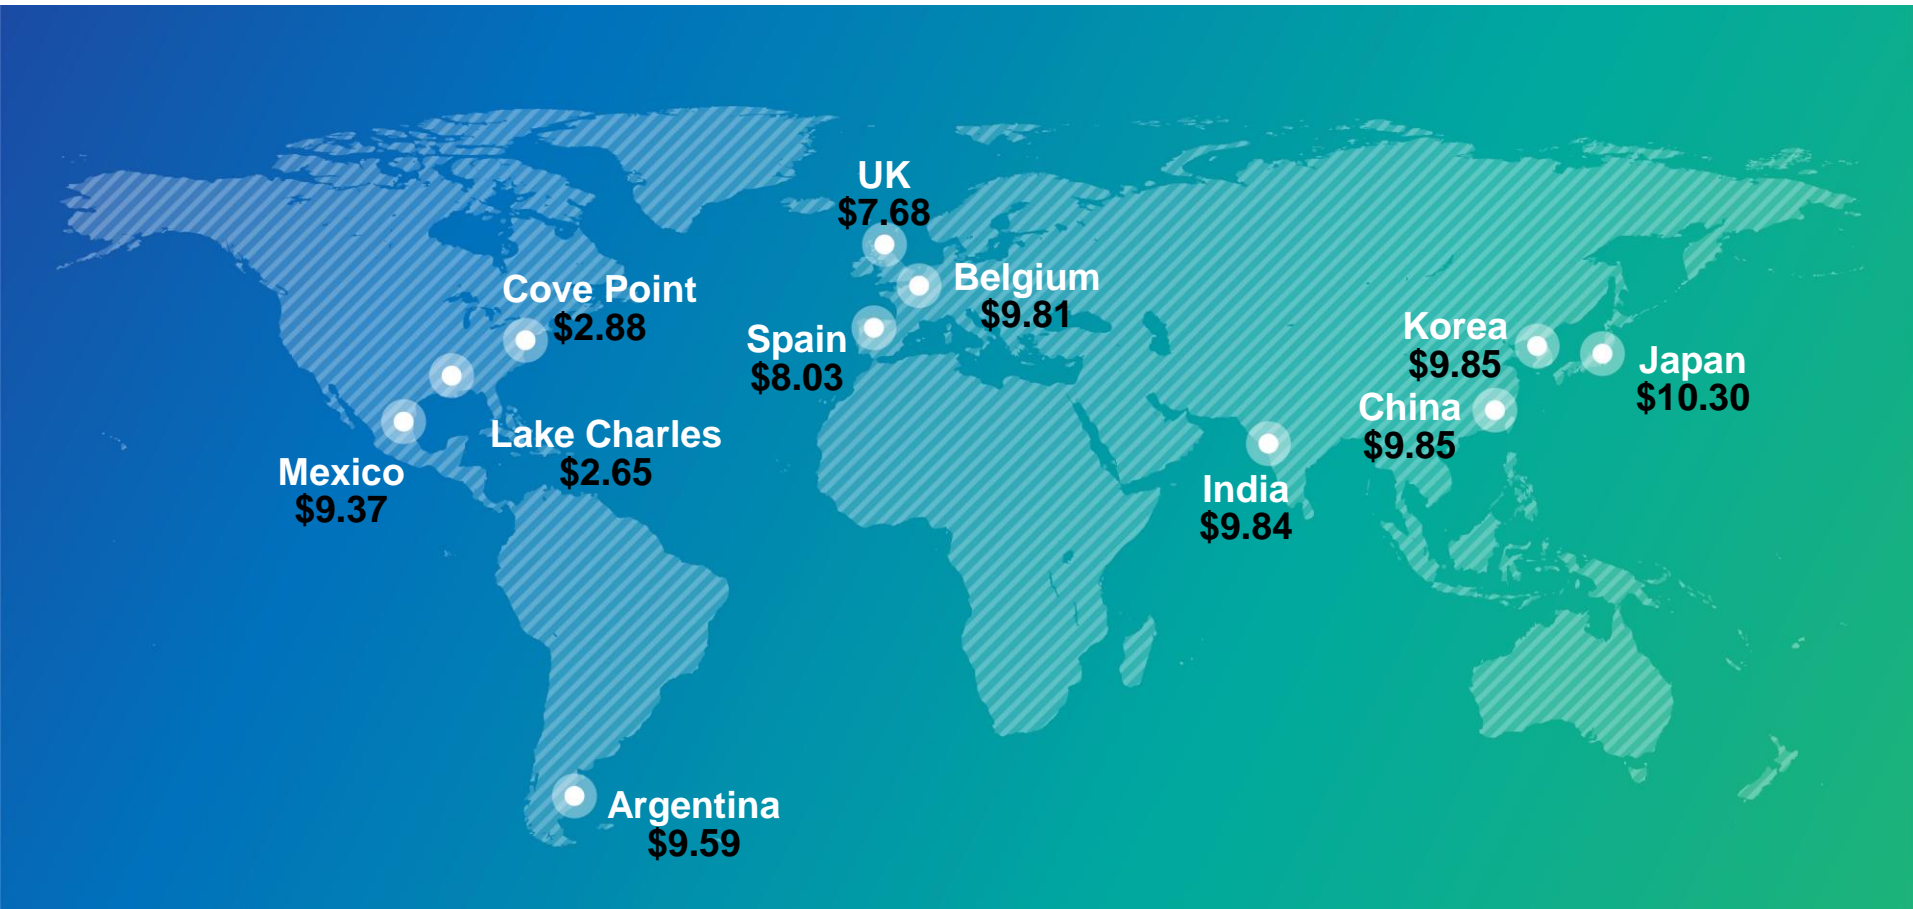 UK
$7.68
Cove Point
$2.88
Belgium
$9.81
Spain
$8.03
Korea
$9.85
Japan
$10.30
China
$9.85
Lake Charles
$2.65
Mexico
$9.37
India
$9.84
Argentina
$9.59